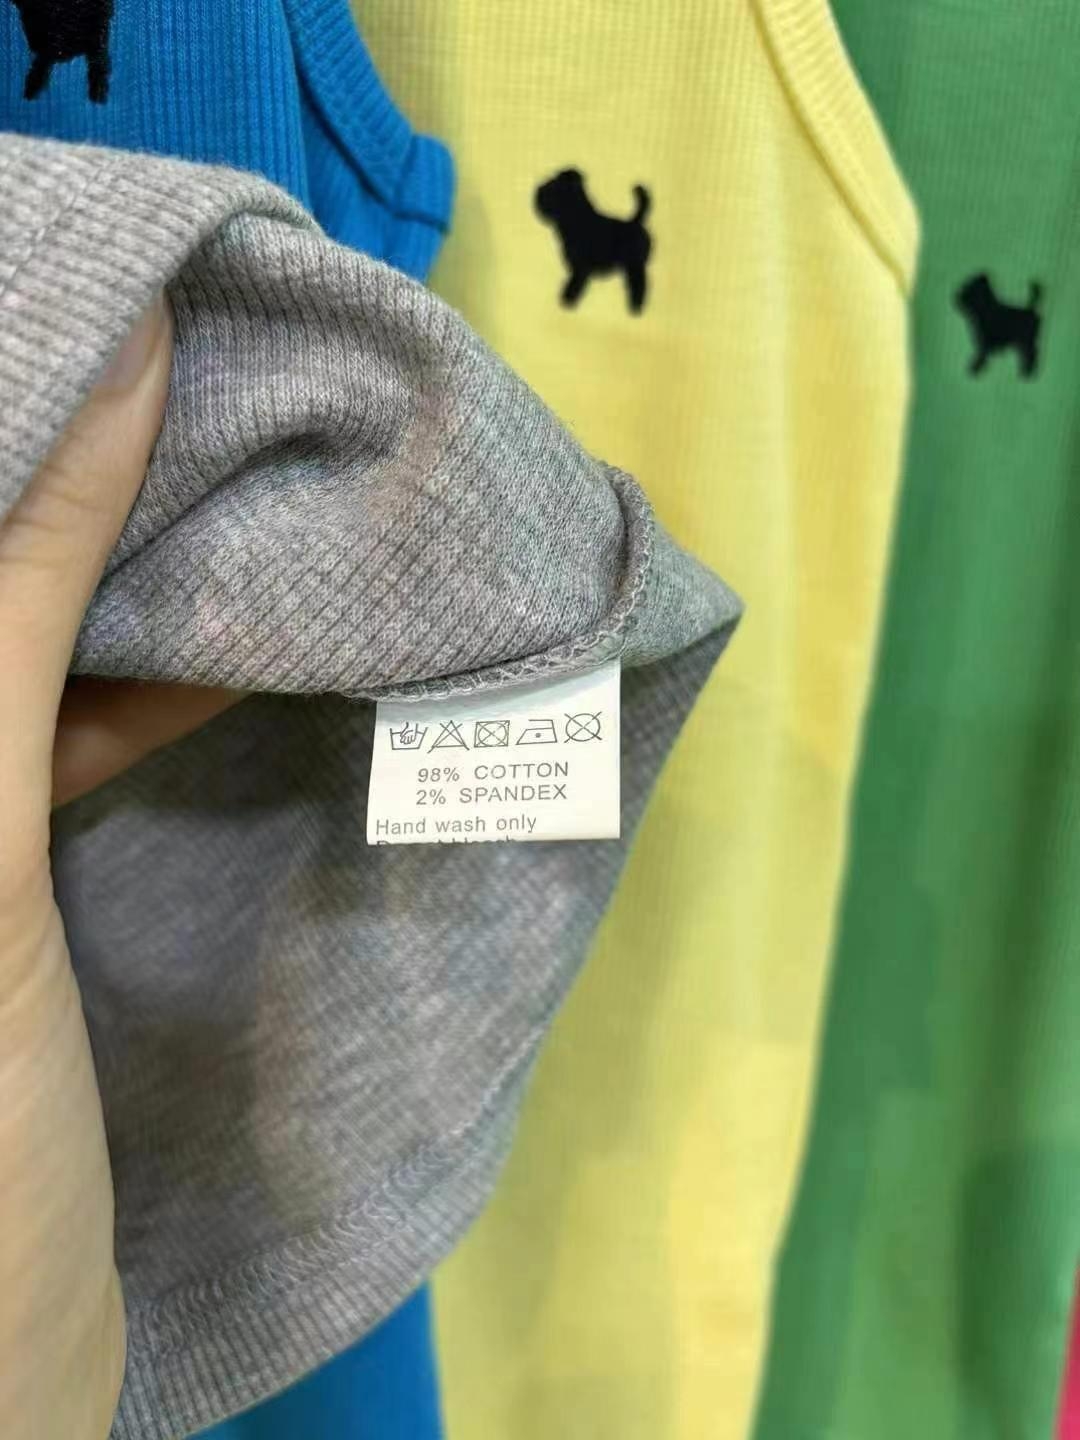 98% COTTON
2% SPANDEX
Hand wash only